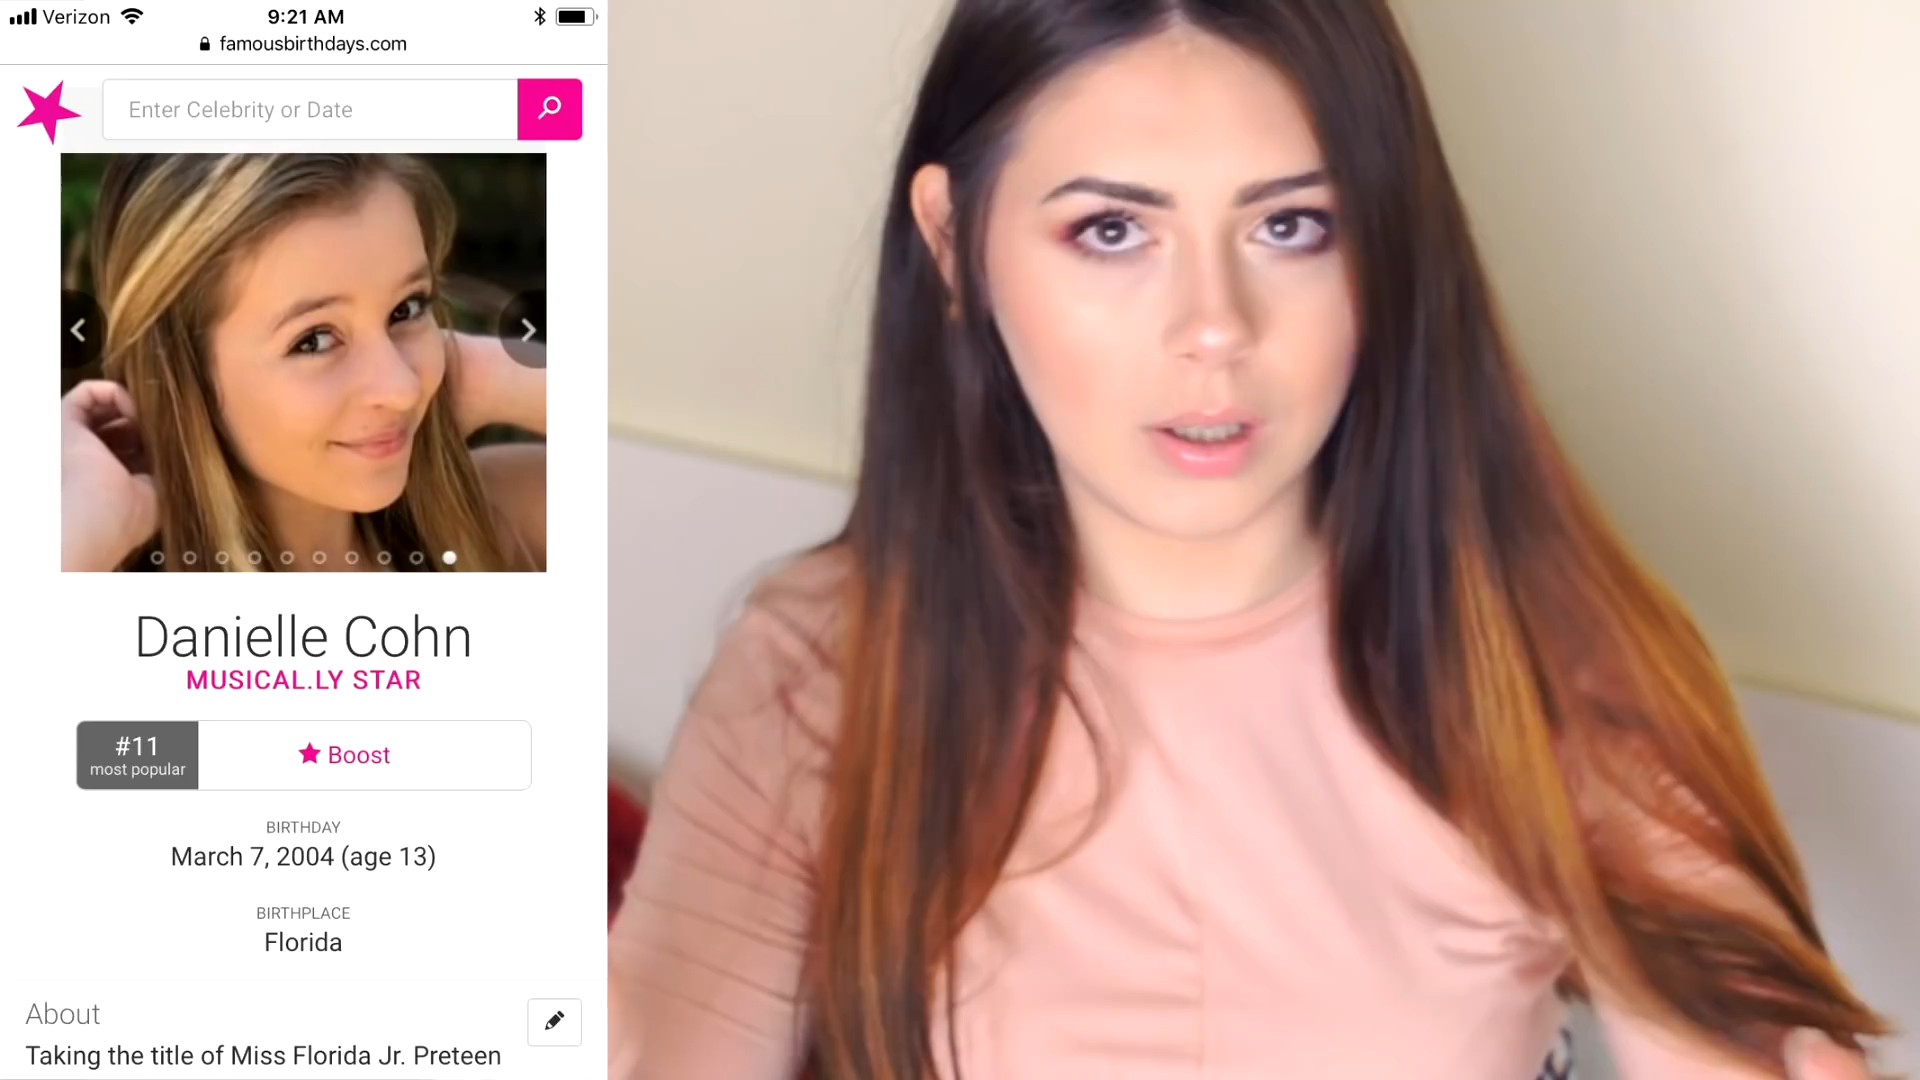 Verizon 9:21 AM
famousbirthdays.com
Enter Celebrity or Date
Danielle Cohn
MUSICAL.LY STAR
#11
most popular
Boost
BIRTHDAY
March 7, 2004 (age 13)
BIRTHPLACE
Florida
About
Taking the title of Miss Florida Jr. Preteen